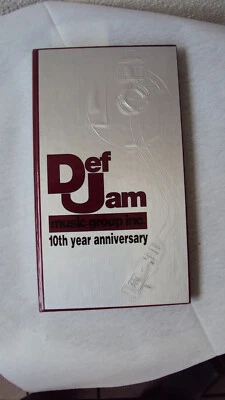 Def
Jam
music group inc.
10th year anniversary